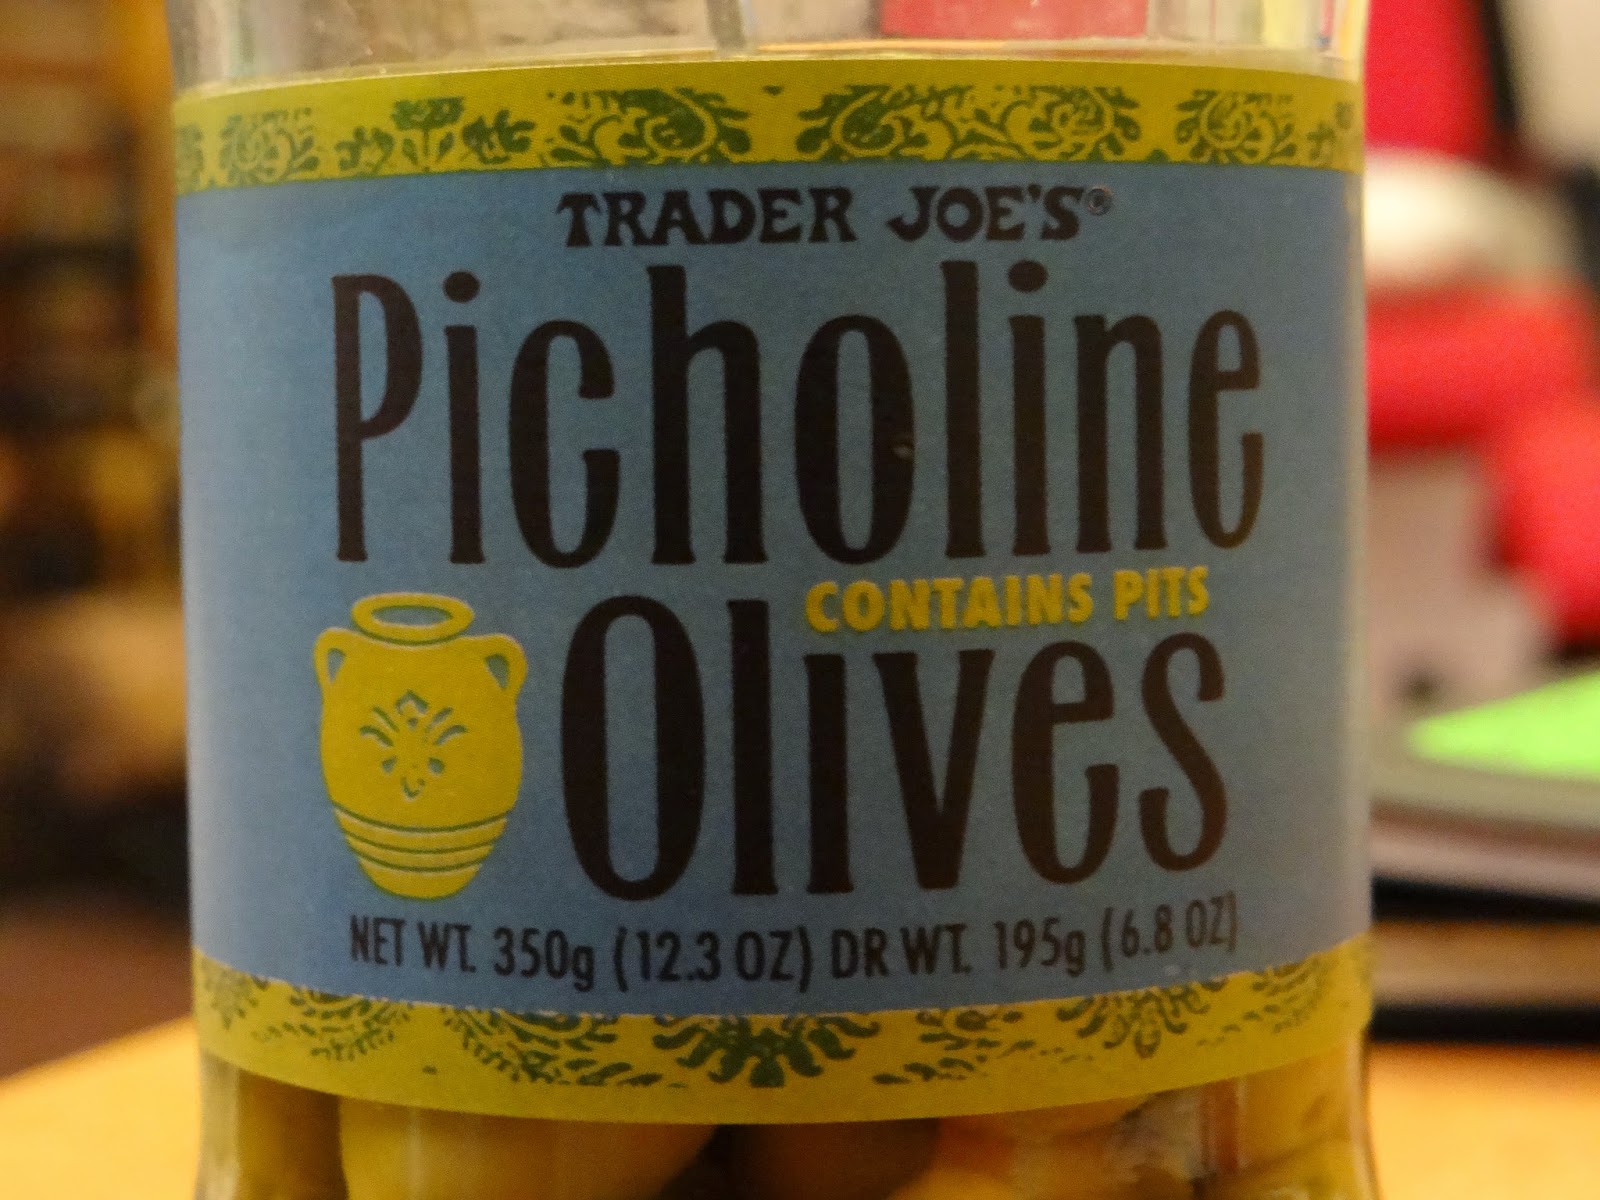 TRADER JOE'S®
Picholine
CONTAINS PITS
Olives
NET WT. 350g (12.3 OZ) DR WT. 195g (6.8 OZ)